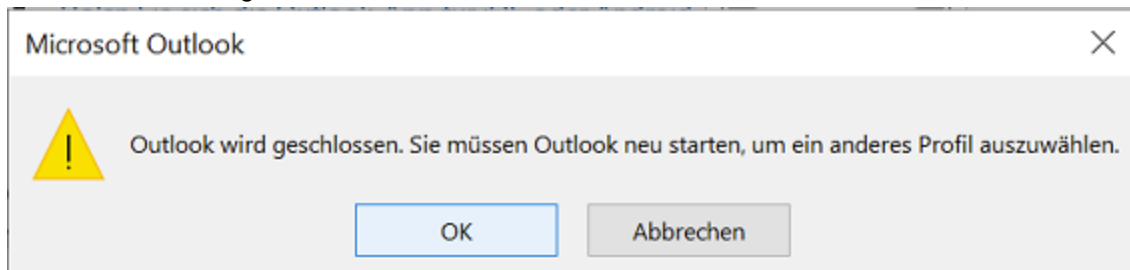 Microsoft Outlook
Outlook wird geschlossen. Sie müssen Outlook neu starten, um ein anderes Profil auszuwählen.
OK
Abbrechen